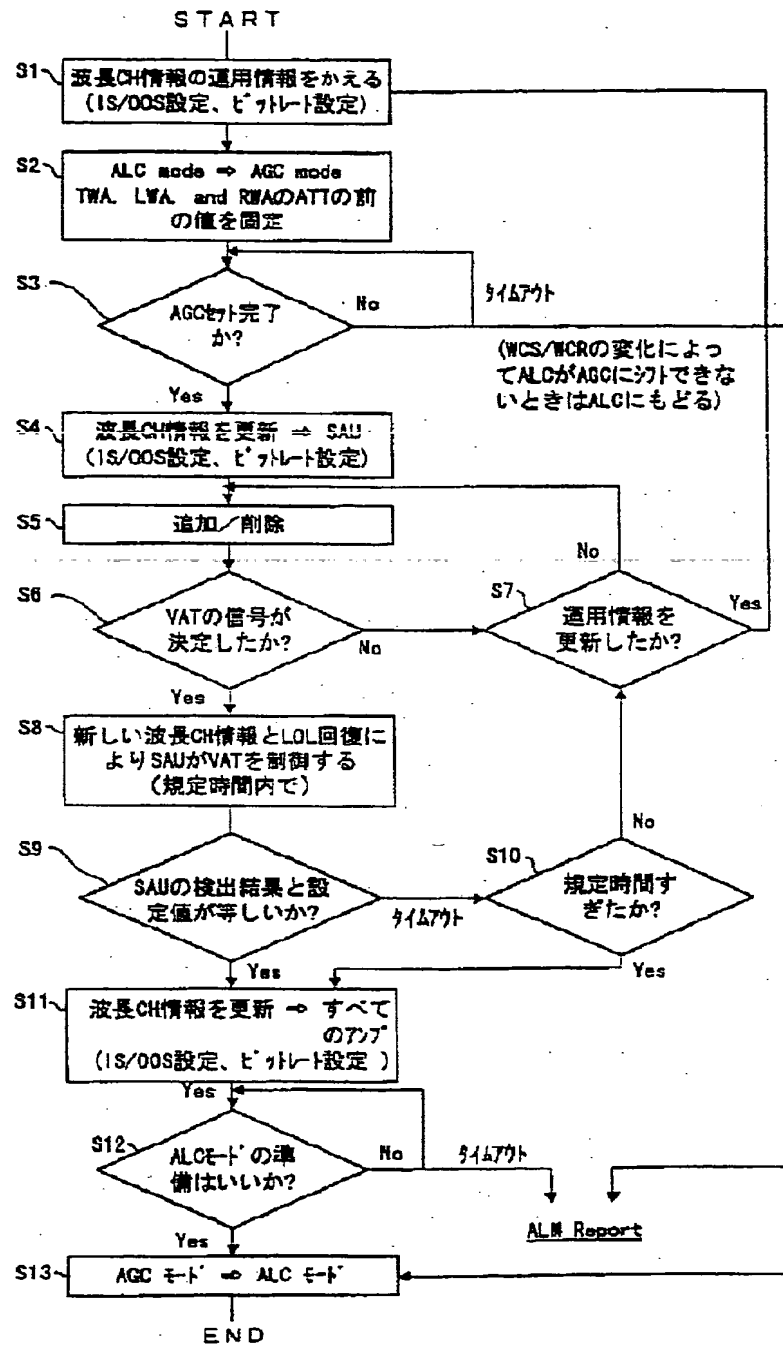 START
S1
波長CH情報の運用情報をかえる
(IS/OOS設定、ビットレート設定)
S2
ALC mode ⇒ AGC mode
TWA, LWA, and RWAのATTの前
の値を固定
S3
AGCセット完了
か?
No
タイムアウト
(WCS/WCRの変化によっ
てALCがAGCにシフトできな
いときはALCにもどる)
Yes
S4
波長CH情報を更新 ⇒ SAU
(IS/OOS設定、ビットレート設定)
S5
追加/削除
No
S6
VATの信号が
決定したか?
No
S7
運用情報を
更新したか?
Yes
Yes
S8
新しい波長CH情報とLOL回復に
よりSAUがVATを制御する
(規定時間内で)
No
S9
SAUの検出結果と設
定値が等しいか?
タイムアウト
S10
規定時間す
ぎたか?
Yes
Yes
S11
波長CH情報を更新 ⇒ すべて
のアンプ
(IS/OOS設定、ビットレート設定 )
Yes
S12
ALCモードの準
備はいいか?
No
タイムアウト
ALM Report
Yes
S13
AGC モード ⇒ ALC モード
END